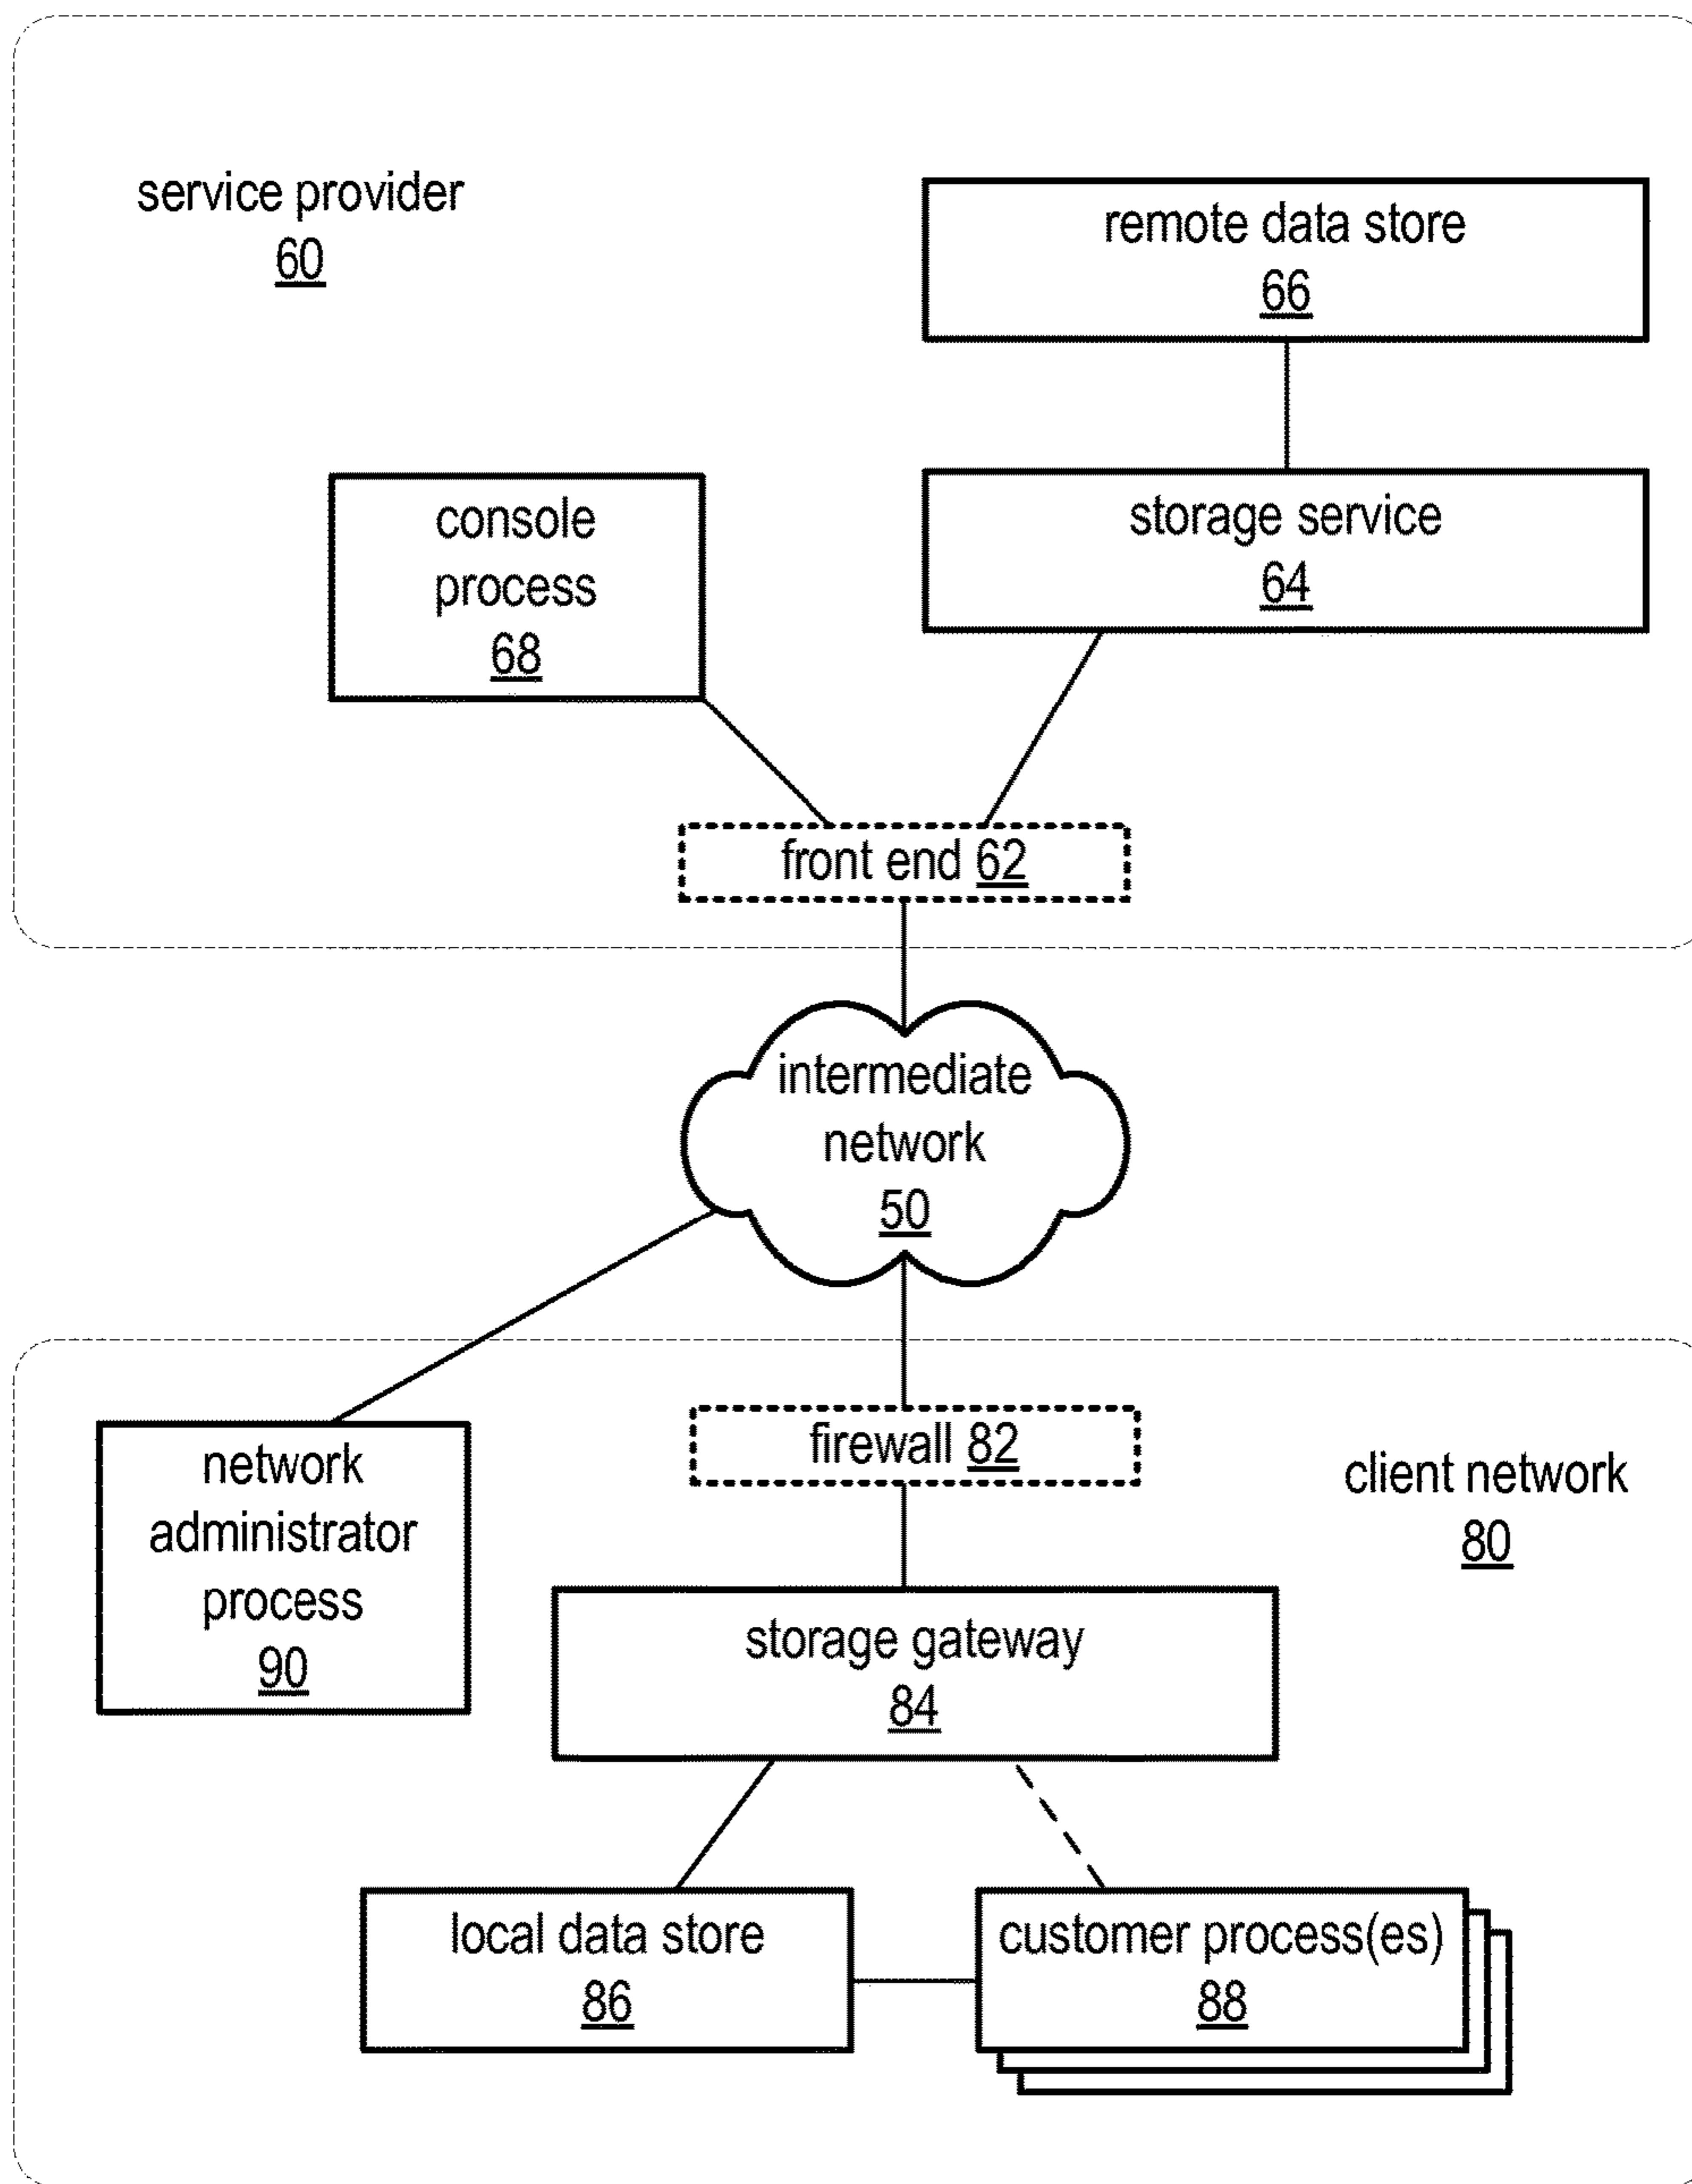 service provider
60
remote data store
66
console
process
68
storage service
64
front end 62
intermediate
network
50
network
administrator
process
90
firewall 82
client network
80
storage gateway
84
local data store
86
customer process(es)
88